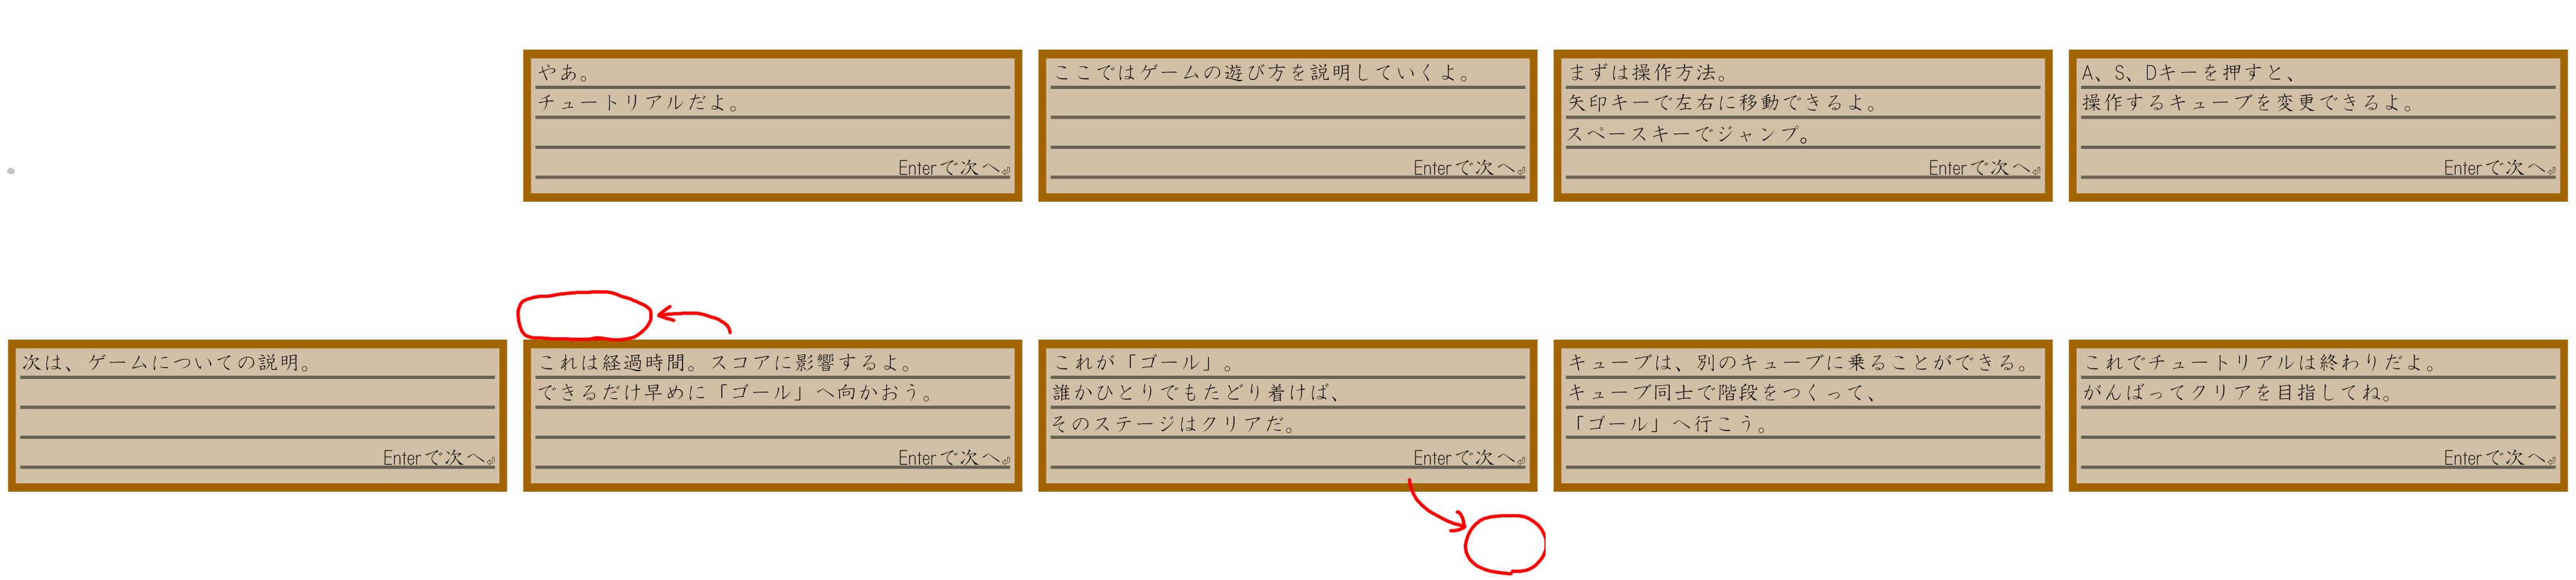 やあ。
チュートリアルだよ。
Enterで次へ⏎
ここではゲームの遊び方を説明していくよ。
Enterで次へ⏎
まずは操作方法。
矢印キーで左右に移動できるよ。
スペースキーでジャンプ。
Enterで次へ⏎
A、S、Dキーを押すと、
操作するキューブを変更できるよ。
Enterで次へ⏎
次は、ゲームについての説明。
Enterで次へ⏎
これは経過時間。スコアに影響するよ。
できるだけ早めに「ゴール」へ向かおう。
Enterで次へ⏎
これが「ゴール」。
誰かひとりでもたどり着けば、
そのステージはクリアだ。
Enterで次へ⏎
キューブは、別のキューブに乗ることができる。
キューブ同士で階段をつくって、
「ゴール」へ行こう。
これでチュートリアルは終わりだよ。
がんばってクリアを目指してね。
Enterで次へ⏎